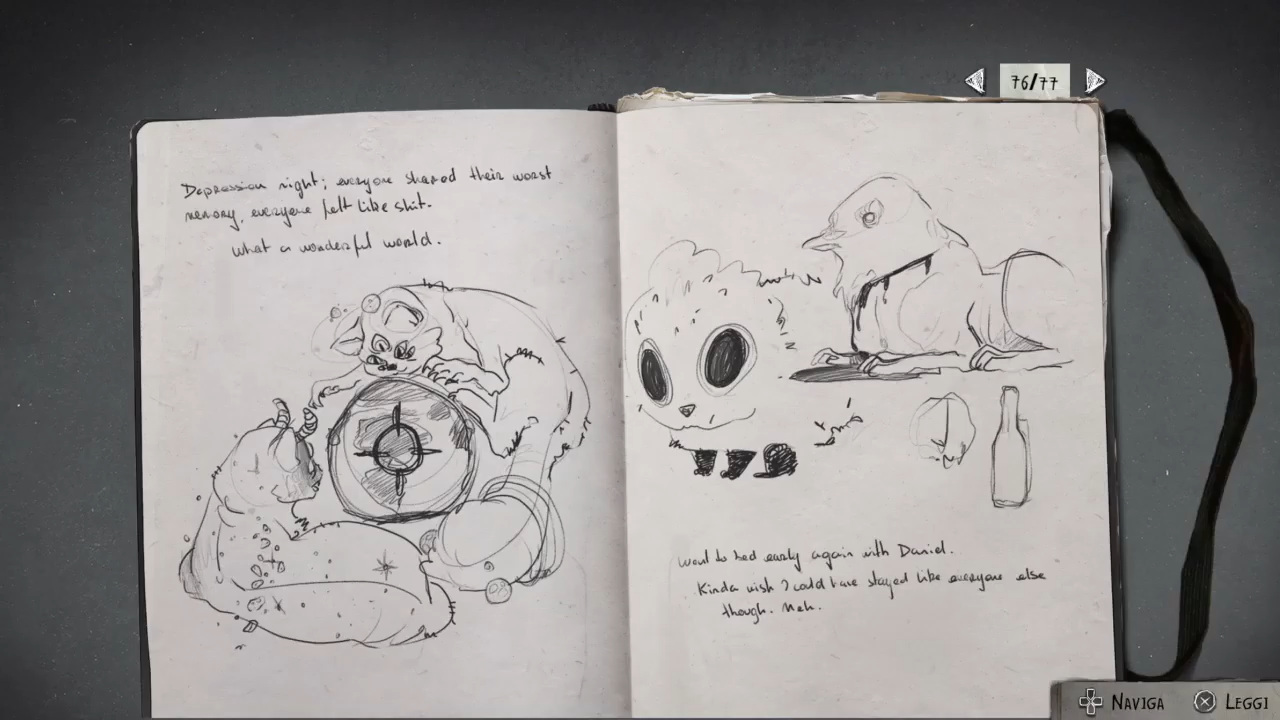 76/77
Depression night; everyone shared their worst
memory, everyone felt like shit.
What a wonderful world.
Went to bed early again with Daniel.
Kinda wish I could have stayed like everyone else
though. Meh.
Naviga
Leggi